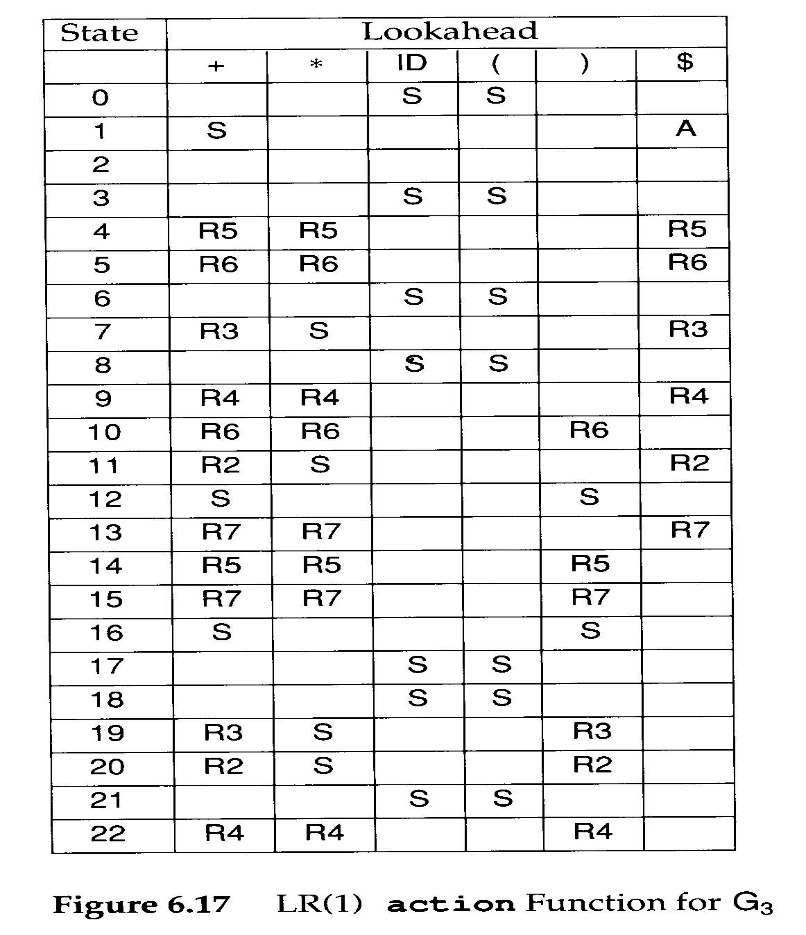 State Lookahead
+ * ID ( ) $
0 S S
1 S A
2
3 S S
4 R5 R5 R5
5 R6 R6 R6
6 S S
7 R3 S R3
8 S S
9 R4 R4 R4
10 R6 R6 R6
11 R2 S R2
12 S S
13 R7 R7 R7
14 R5 R5 R5
15 R7 R7 R7
16 S S
17 S S
18 S S
19 R3 S R3
20 R2 S R2
21 S S
22 R4 R4 R4
Figure 6.17 LR(1) action Function for G₃